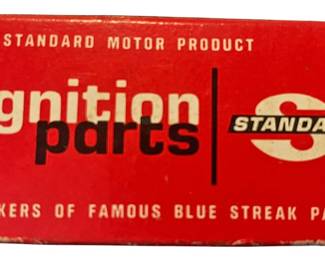 STANDARD MOTOR PRODUCT
gnition
parts
S
STANDA
KERS OF FAMOUS BLUE STREAK PA